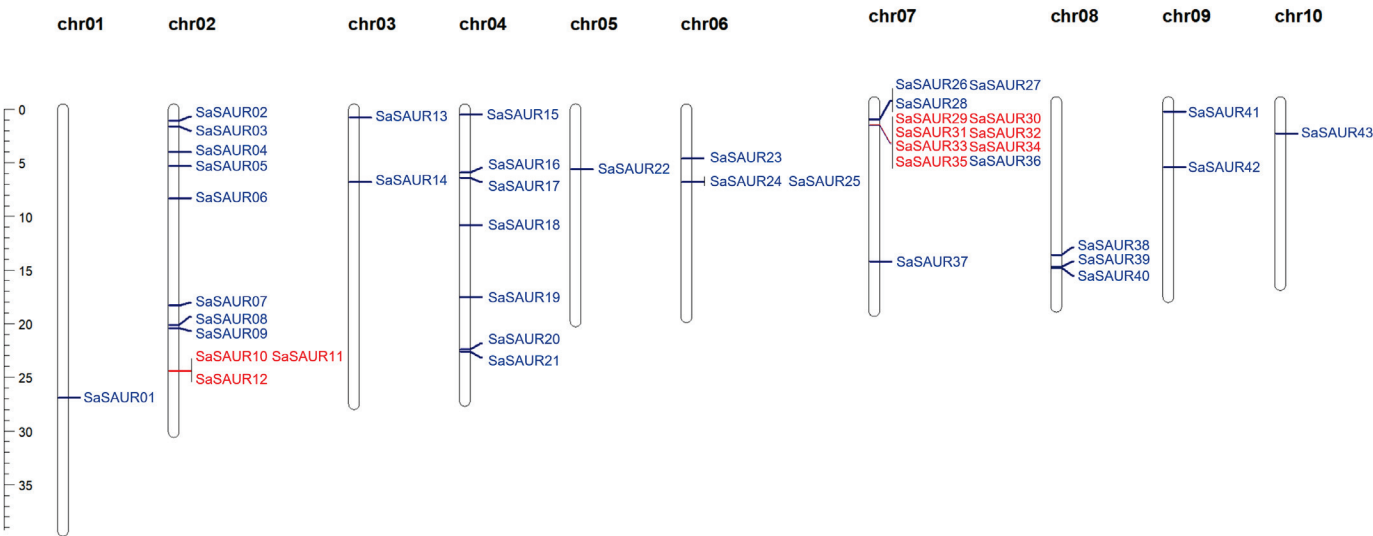 chr01 chr02 chr03 chr04 chr05 chr06 chr07 chr08 chr09 chr10
0
5
10
15
20
25
30
35
SaSAUR01
SaSAUR02
SaSAUR03
SaSAUR04
SaSAUR05
SaSAUR06
SaSAUR07
SaSAUR08
SaSAUR09
SaSAUR10 SaSAUR11
SaSAUR12
SaSAUR13
SaSAUR14
SaSAUR15
SaSAUR16
SaSAUR17
SaSAUR18
SaSAUR19
SaSAUR20
SaSAUR21
SaSAUR22
SaSAUR23
SaSAUR24 SaSAUR25
SaSAUR26 SaSAUR27
SaSAUR28
SaSAUR29 SaSAUR30
SaSAUR31 SaSAUR32
SaSAUR33 SaSAUR34
SaSAUR35 SaSAUR36
SaSAUR37
SaSAUR38
SaSAUR39
SaSAUR40
SaSAUR41
SaSAUR42
SaSAUR43